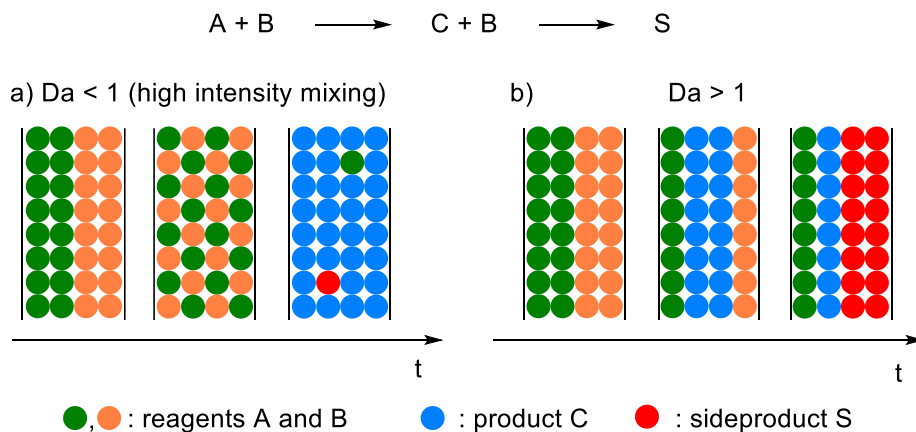 A + B ⟶ C + B ⟶ S
a) Da < 1 (high intensity mixing)
b) Da > 1
t
t
, : reagents A and B : product C : sideproduct S